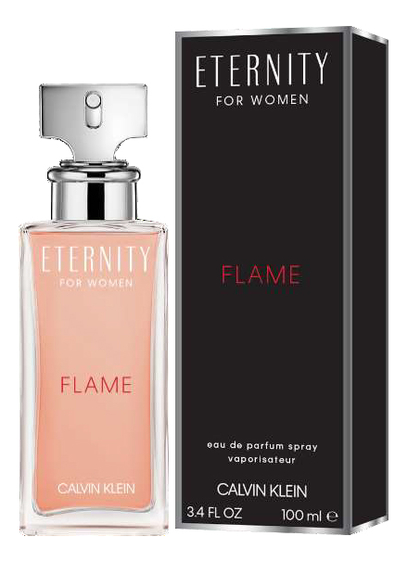 ETERNITY
FOR WOMEN
FLAME
CALVIN KLEIN
ETERNITY
FOR WOMEN
FLAME
eau de parfum spray
vaporisateur
CALVIN KLEIN
3.4 FL OZ 100 ml ℮